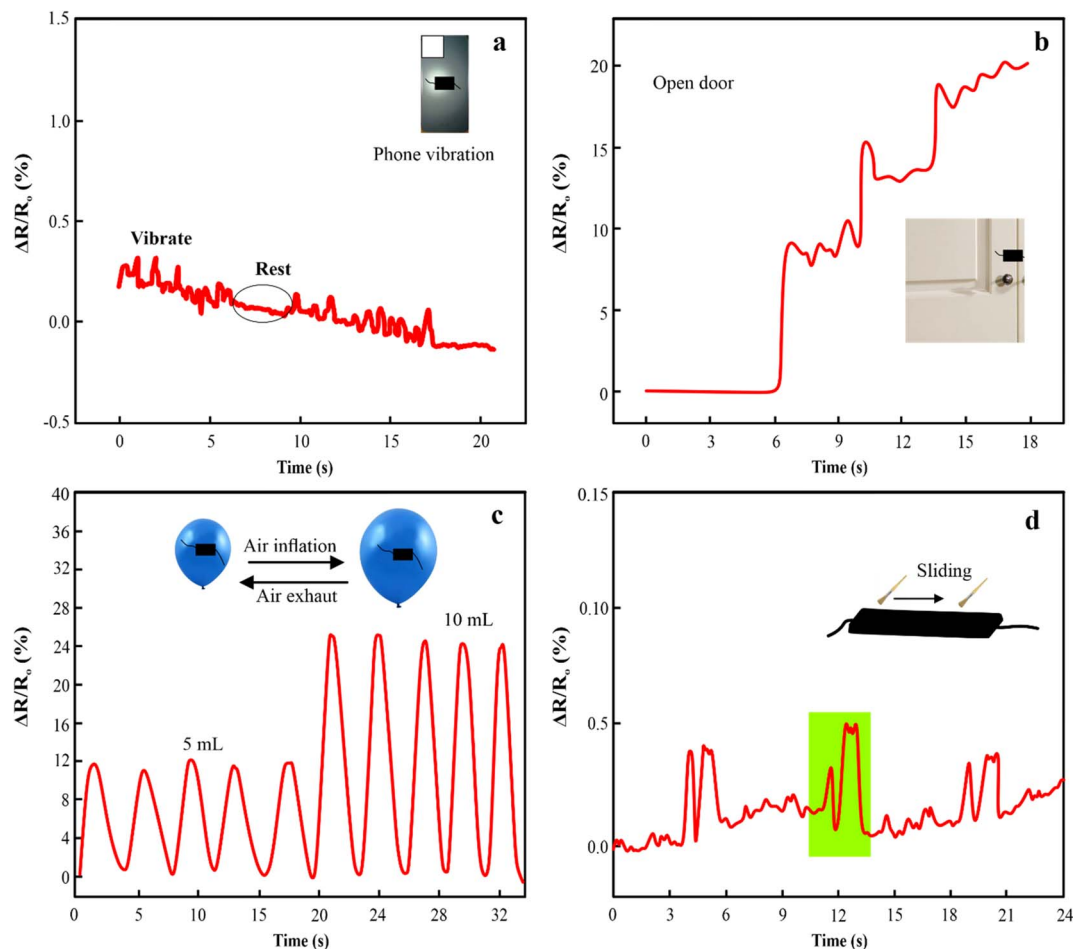 a
1.5
1.0
0.5
0.0
-0.5
ΔR/Rₒ (%)
Phone vibration
Vibrate
Rest
0 5 10 15 20
Time (s)
b
20
15
10
5
0
ΔR/Rₒ (%)
Open door
0 3 6 9 12 15 18
Time (s)
c
40
36
32
28
24
20
16
12
8
4
0
ΔR/Rₒ (%)
Air inflation
Air exhaut
10 mL
5 mL
0 5 10 15 20 24 28 32
Time (s)
d
0.15
0.10
0.5
0.0
ΔR/Rₒ (%)
Sliding
0 3 6 9 12 15 18 21 24
Time (s)